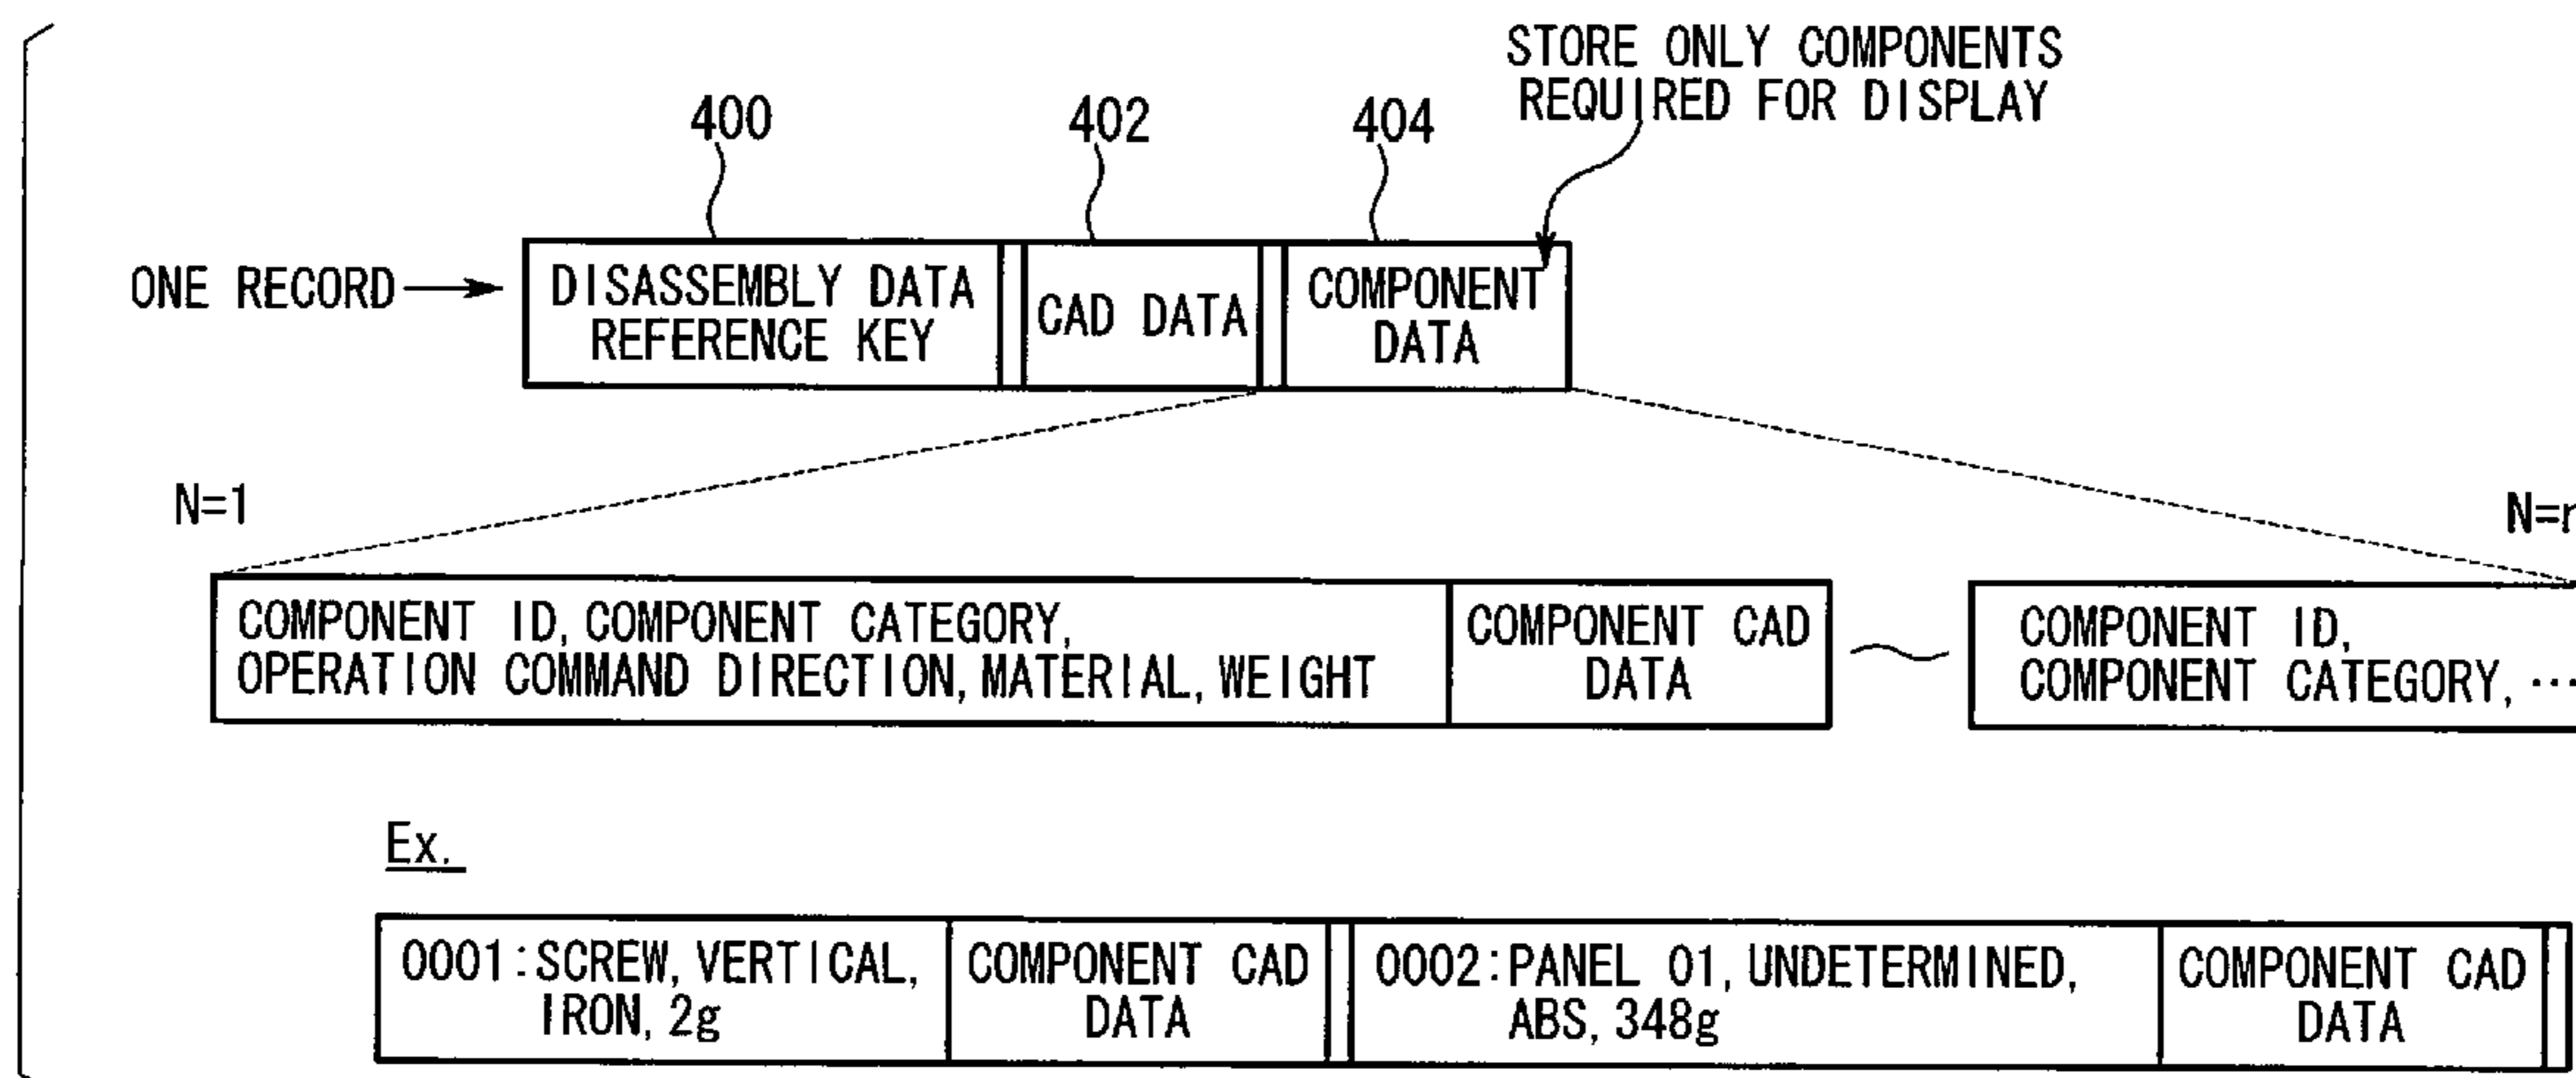 STORE ONLY COMPONENTS
REQUIRED FOR DISPLAY
400
402
404
ONE RECORD
DISASSEMBLY DATA
REFERENCE KEY
CAD DATA
COMPONENT
DATA
N=1
COMPONENT ID, COMPONENT CATEGORY,
OPERATION COMMAND DIRECTION, MATERIAL, WEIGHT
COMPONENT CAD
DATA
COMPONENT ID,
COMPONENT CATEGORY, ···
Ex.
0001:SCREW, VERTICAL,
IRON, 2g
COMPONENT CAD
DATA
0002:PANEL 01, UNDETERMINED,
ABS, 348g
COMPONENT CAD
DATA